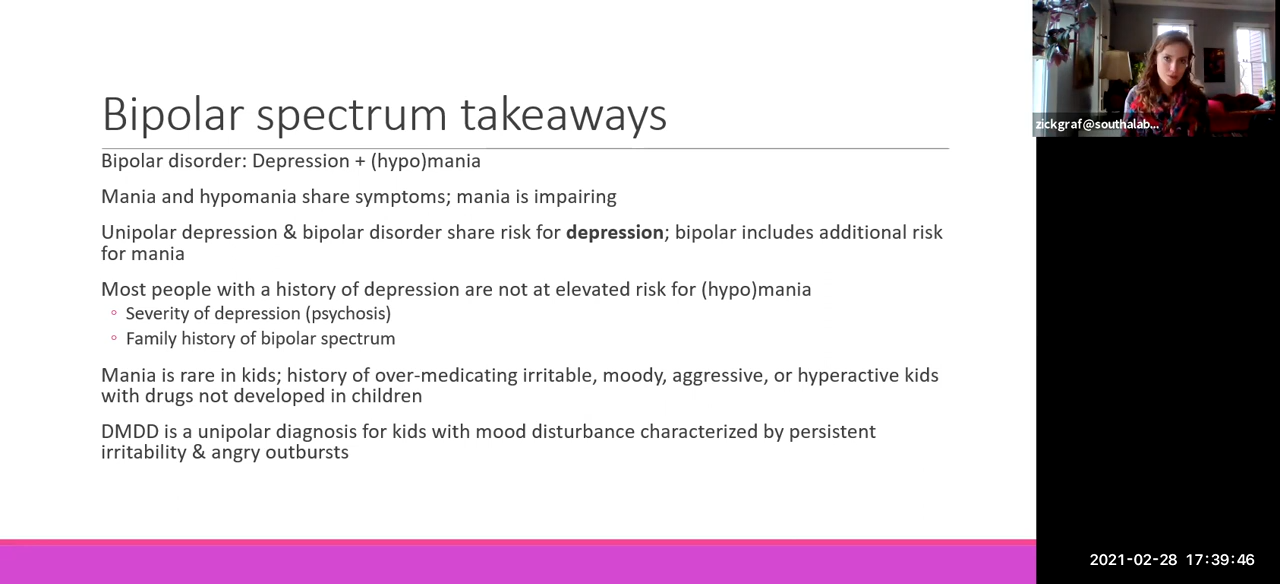 Bipolar spectrum takeaways
Bipolar disorder: Depression + (hypo)mania
Mania and hypomania share symptoms; mania is impairing
Unipolar depression & bipolar disorder share risk for depression; bipolar includes additional risk
for mania
Most people with a history of depression are not at elevated risk for (hypo)mania
◦ Severity of depression (psychosis)
◦ Family history of bipolar spectrum
Mania is rare in kids; history of over-medicating irritable, moody, aggressive, or hyperactive kids
with drugs not developed in children
DMDD is a unipolar diagnosis for kids with mood disturbance characterized by persistent
irritability & angry outbursts
zickgraf@southalab...
2021-02-28 17:39:46